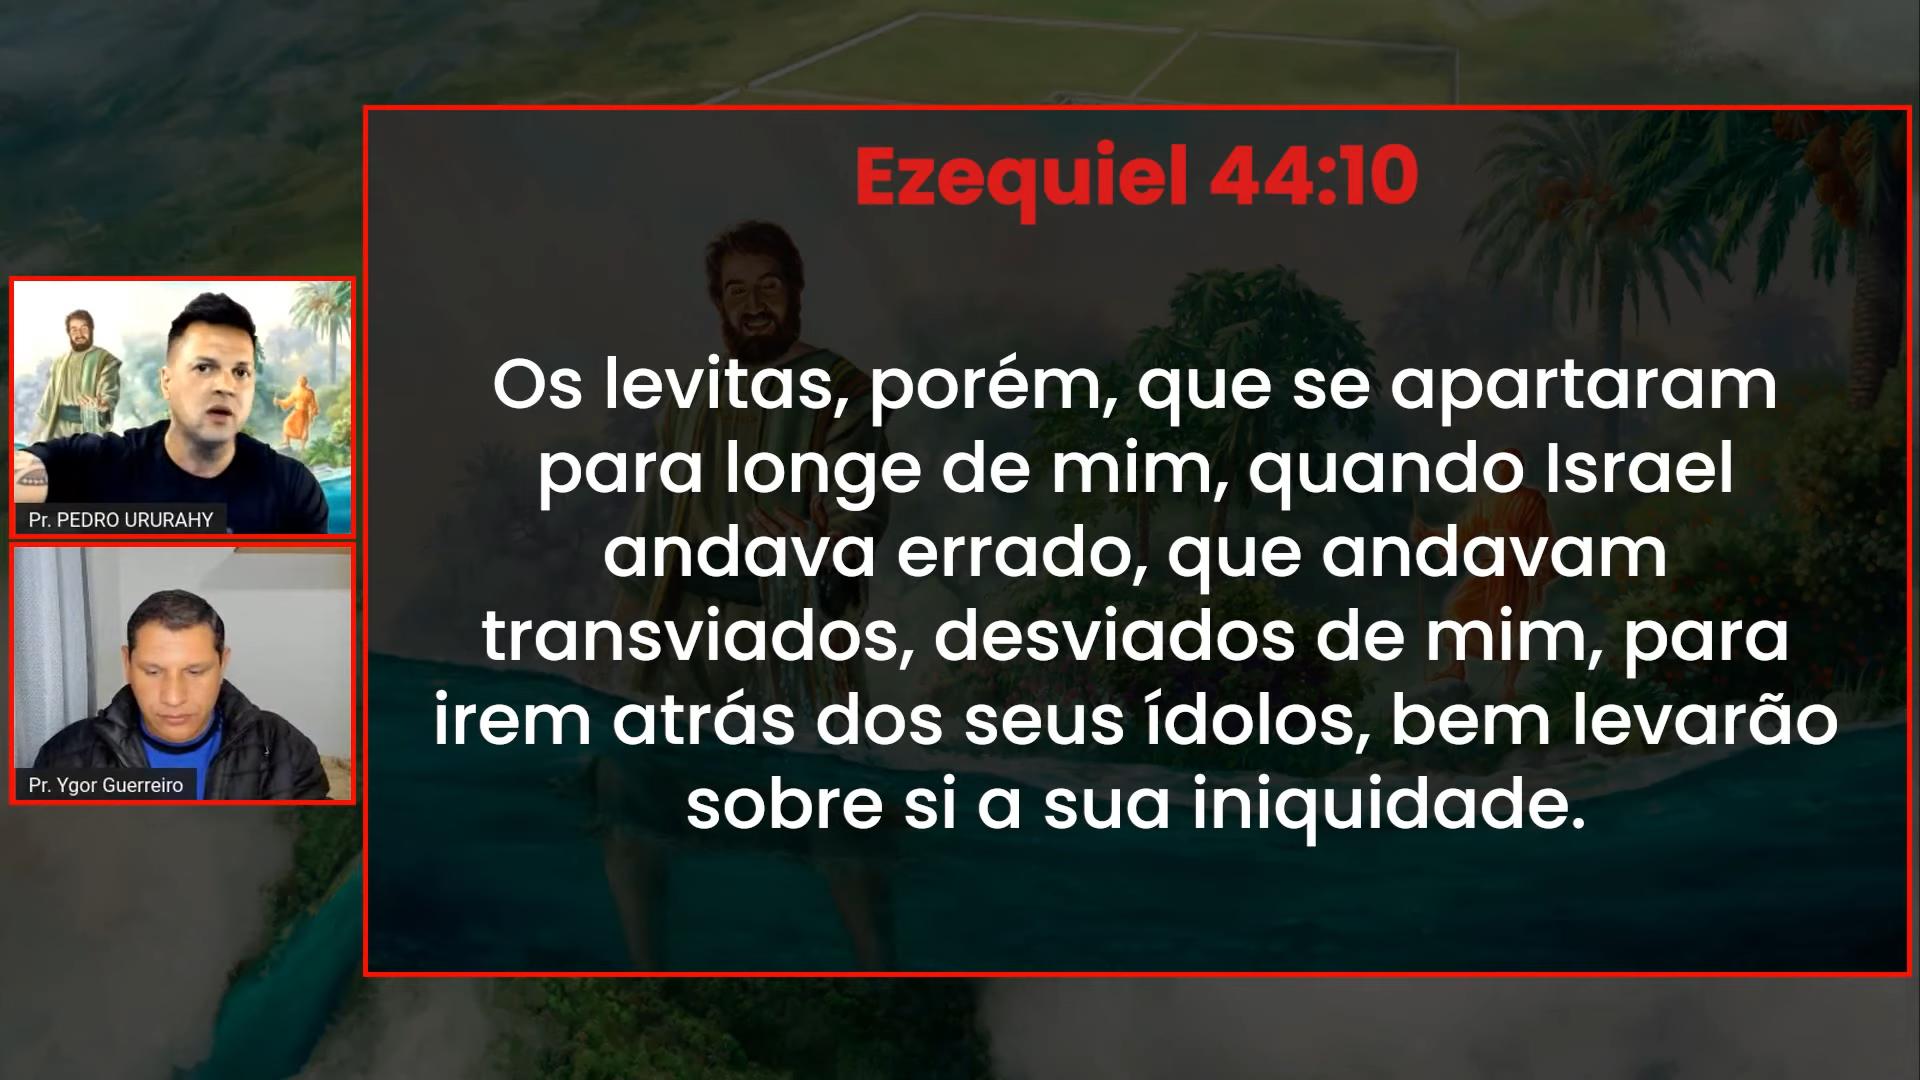 Ezequiel 44:10
Os levitas, porém, que se apartaram
para longe de mim, quando Israel
andava errado, que andavam
transviados, desviados de mim, para
irem atrás dos seus ídolos, bem levarão
sobre si a sua iniquidade.
Pr. PEDRO URURAHY
Pr. Ygor Guerreiro